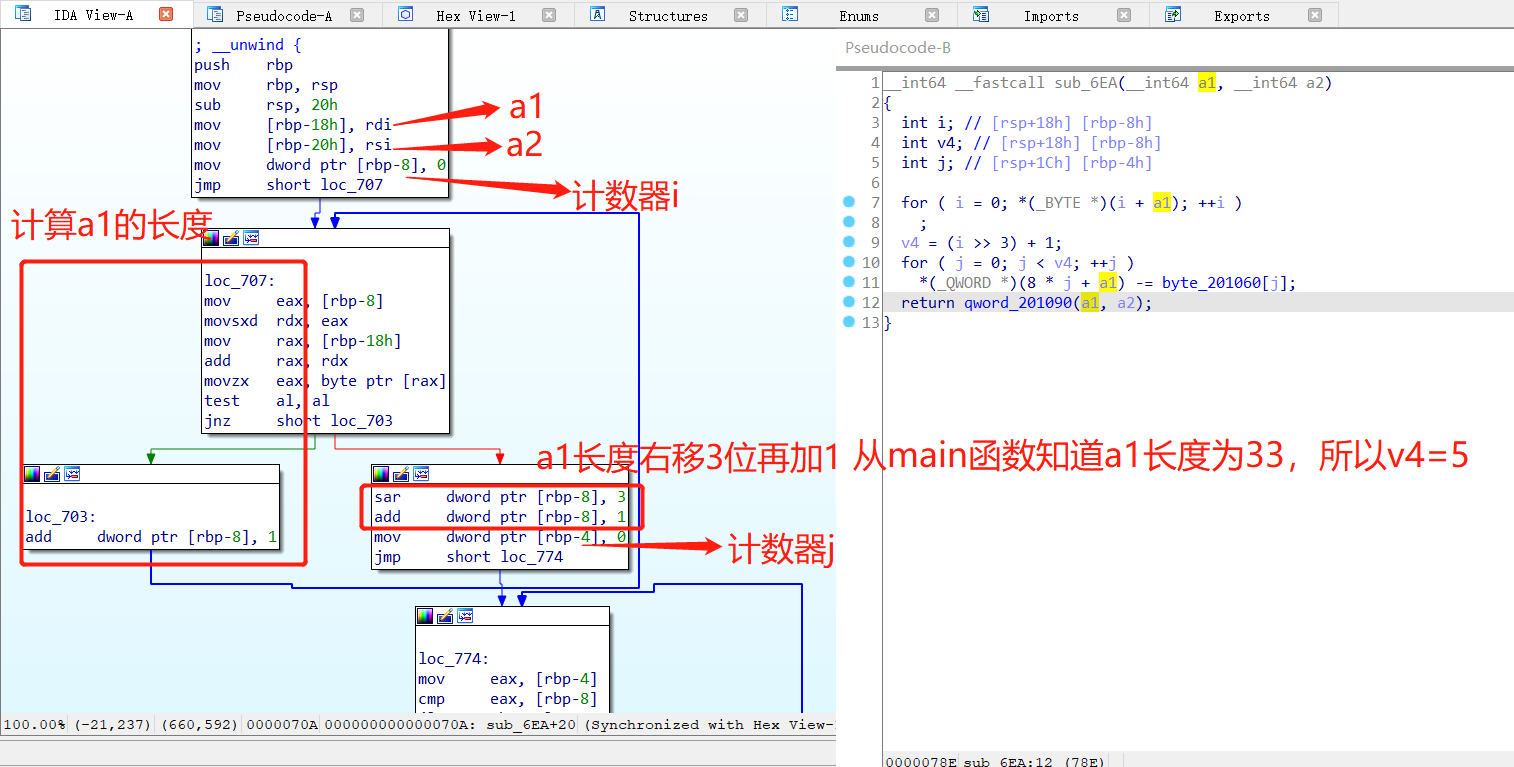 IDA View-A
Pseudocode-A
Hex View-1
Structures
Enums
Imports
Exports
; __unwind {
push rbp
mov rbp, rsp
sub rsp, 20h
mov [rbp-18h], rdi
mov [rbp-20h], rsi
mov dword ptr [rbp-8], 0
jmp short loc_707
a1
a2
计数器i
计算a1的长度
loc_707:
mov eax, [rbp-8]
movsxd rdx, eax
mov rax, [rbp-18h]
add rax, rdx
movzx eax, byte ptr [rax]
test al, al
jnz short loc_703
loc_703:
add dword ptr [rbp-8], 1
a1长度右移3位再加1
sar dword ptr [rbp-8], 3
add dword ptr [rbp-8], 1
mov dword ptr [rbp-4], 0
jmp short loc_774
计数器j
loc_774:
mov eax, [rbp-4]
cmp eax, [rbp-8]
100.00% (-21,237) (660,592) 0000070A 000000000000070A: sub_6EA+20 (Synchronized with Hex View-
Pseudocode-B
1 __int64 __fastcall sub_6EA(__int64 a1, __int64 a2)
2 {
3 int i; // [rsp+18h] [rbp-8h]
4 int v4; // [rsp+18h] [rbp-8h]
5 int j; // [rsp+1Ch] [rbp-4h]
6
7 for ( i = 0; *(_BYTE *)(i + a1); ++i )
8 ;
9 v4 = (i >> 3) + 1;
10 for ( j = 0; j < v4; ++j )
11 *(_QWORD *)(8 * j + a1) -= byte_201060[j];
12 return qword_201090(a1, a2);
13 }
从main函数知道a1长度为33，所以v4=5
0000078E sub_6EA:12 (78E)